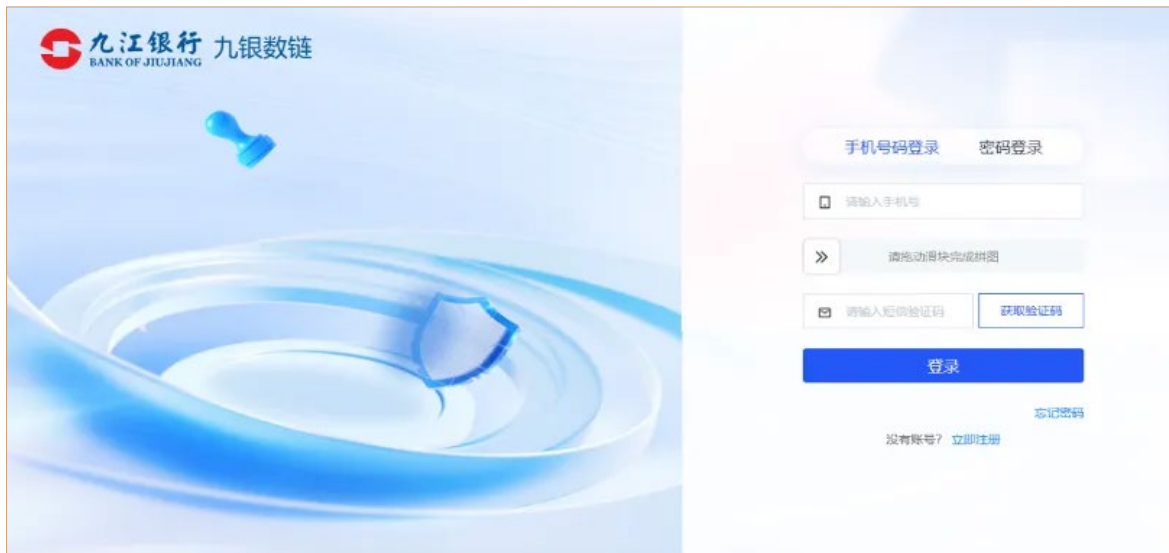 九江银行 九银数链
BANK OF JIUJIANG
手机号码登录 密码登录
请输入手机号
请拖动滑块完成拼图
请输入短信验证码 获取验证码
登录
忘记密码
没有账号? 立即注册